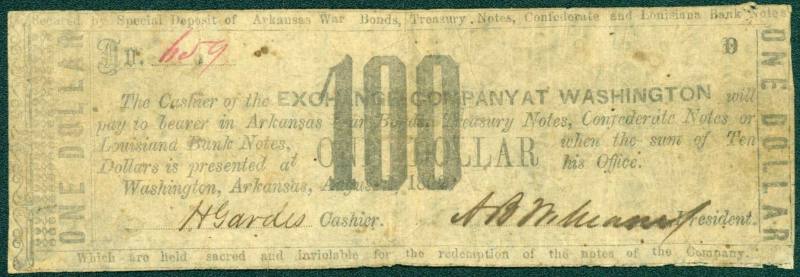 Secured by Special Deposit of Arkansas War Bonds, Treasury Notes, Confederate and Louisiana Bank Notes
ONE DOLLAR
No. 659
D
100
The Cashier of the EXCHANGE COMPANY AT WASHINGTON will
pay to bearer in Arkansas War Bonds, Treasury Notes, Confederate Notes or
Louisiana Bank Notes, ONE DOLLAR when the sum of Ten
Dollars is presented at his Office.
Washington, Arkansas,
H Gardes Cashier. A B Williams President.
Which are held sacred and inviolable for the redemption of the notes of the Company.
ONE DOLLAR